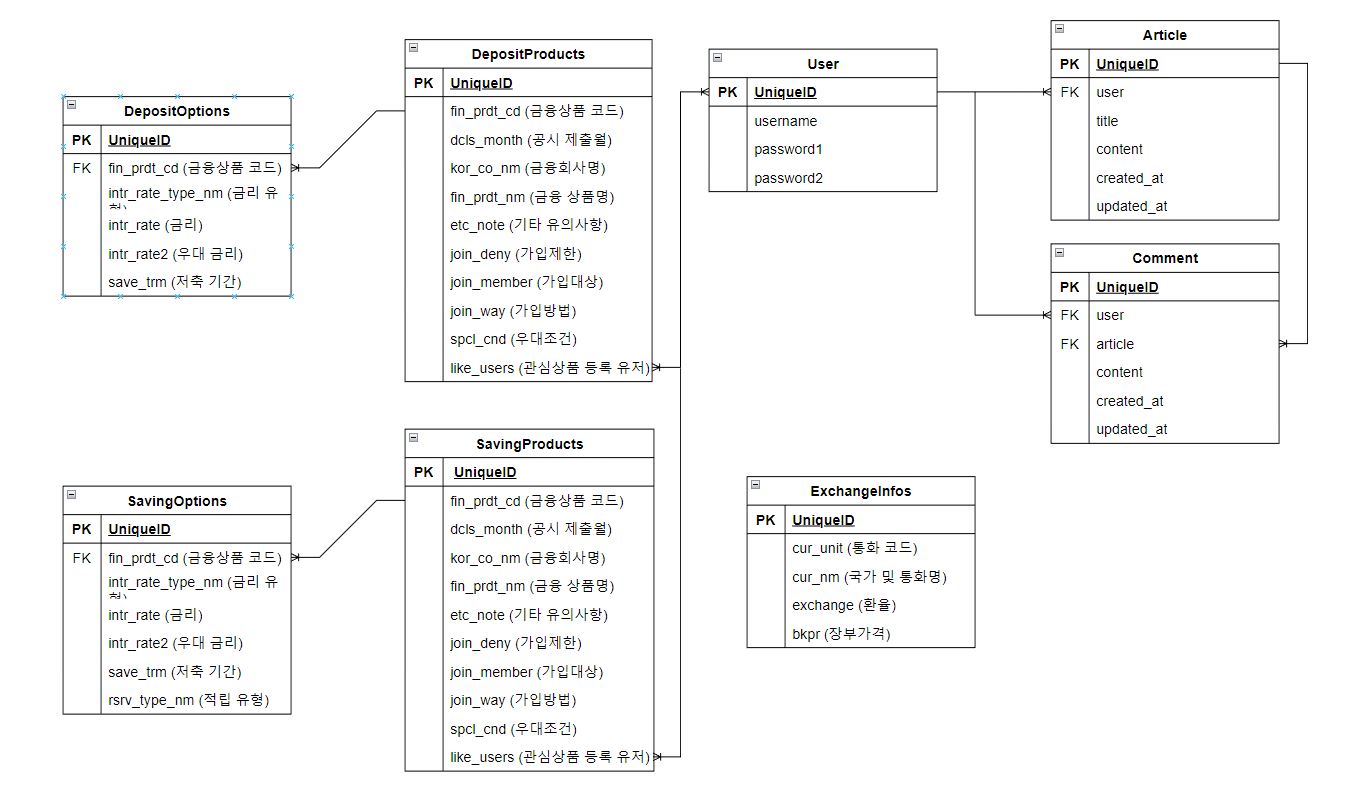 DepositOptions
PK UniqueID
FK fin_prdt_cd (금융상품 코드)
intr_rate_type_nm (금리 유
intr_rate (금리)
intr_rate2 (우대 금리)
save_trm (저축 기간)
DepositProducts
PK UniqueID
fin_prdt_cd (금융상품 코드)
dcls_month (공시 제출월)
kor_co_nm (금융회사명)
fin_prdt_nm (금융 상품명)
etc_note (기타 유의사항)
join_deny (가입제한)
join_member (가입대상)
join_way (가입방법)
spcl_cnd (우대조건)
like_users (관심상품 등록 유저)
User
PK UniqueID
username
password1
password2
Article
PK UniqueID
FK user
title
content
created_at
updated_at
Comment
PK UniqueID
FK user
FK article
content
created_at
updated_at
SavingOptions
PK UniqueID
FK fin_prdt_cd (금융상품 코드)
intr_rate_type_nm (금리 유
intr_rate (금리)
intr_rate2 (우대 금리)
save_trm (저축 기간)
rsrv_type_nm (적립 유형)
SavingProducts
PK UniqueID
fin_prdt_cd (금융상품 코드)
dcls_month (공시 제출월)
kor_co_nm (금융회사명)
fin_prdt_nm (금융 상품명)
etc_note (기타 유의사항)
join_deny (가입제한)
join_member (가입대상)
join_way (가입방법)
spcl_cnd (우대조건)
like_users (관심상품 등록 유저)
ExchangeInfos
PK UniqueID
cur_unit (통화 코드)
cur_nm (국가 및 통화명)
exchange (환율)
bkpr (장부가격)